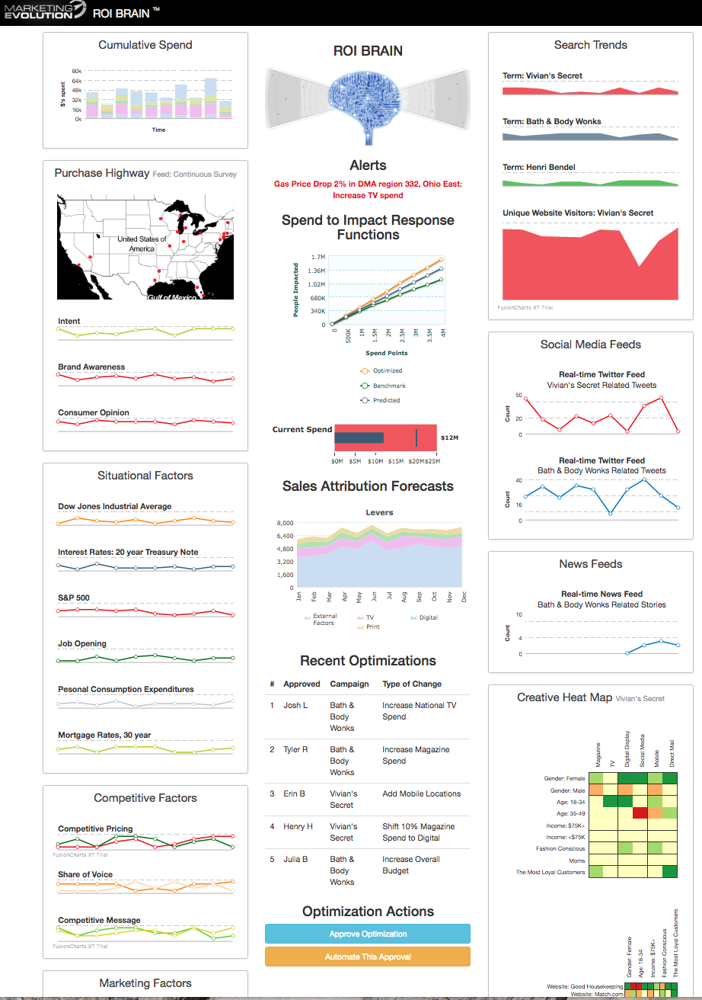 MARKETING EVOLUTION ROI BRAIN ™
Cumulative Spend
$'s spent
80k
64k
48k
32k
16k
0k
Time
Purchase Highway Feed: Continuous Survey
United States of
America
Gulf of Mexico
Intent
Brand Awareness
Consumer Opinion
Situational Factors
Dow Jones Industrial Average
Interest Rates: 20 year Treasury Note
S&P 500
Job Opening
Pesonal Consumption Expenditures
Mortgage Rates, 30 year
Competitive Factors
Competitive Pricing
FusionCharts XT Trial
Share of Voice
Competitive Message
FusionCharts XT Trial
Marketing Factors
ROI BRAIN
Alerts
Gas Price Drop 2% in DMA region 332, Ohio East:
Increase TV spend
Spend to Impact Response
Functions
People Impacted
1.7M
1.36M
1.02M
680K
340K
0
0
500K
1M
1.5M
2M
2.5M
3M
3.5M
4M
Spend Points
Optimized
Benchmark
Predicted
Current Spend
$12M
$0M $5M $10M $15M $20M $25M
Sales Attribution Forecasts
Levers
8,000
6,400
4,800
3,200
1,600
0
Jan
Feb
Mar
Apr
May
Jun
Jul
Aug
Sep
Oct
Nov
Dec
External
Factors
TV
Digital
Print
Recent Optimizations
# Approved Campaign Type of Change
1 Josh L Bath & Body Wonks Increase National TV Spend
2 Tyler R Bath & Body Wonks Increase Magazine Spend
3 Erin B Vivian's Secret Add Mobile Locations
4 Henry H Vivian's Secret Shift 10% Magazine Spend to Digital
5 Julia B Bath & Body Wonks Increase Overall Budget
Optimization Actions
Approve Optimization
Automate This Approval
Search Trends
Term: Vivian's Secret
Term: Bath & Body Wonks
Term: Henri Bendel
Unique Website Visitors: Vivian's Secret
FusionCharts XT Trial
Social Media Feeds
Real-time Twitter Feed
Vivian's Secret Related Tweets
Count
50
20
0
Real-time Twitter Feed
Bath & Body Wonks Related Tweets
Count
40
16
0
News Feeds
Real-time News Feed
Bath & Body Wonks Related Stories
Count
10
4
0
Creative Heat Map Vivian's Secret
Magazine
TV
Digital Display
Social Media
Mobile
Direct Mail
Gender: Female
Gender: Male
Age: 18-34
Age: 35-49
Income: $75K+
Income: <$75K
Fashion Conscious
Moms
The Most Loyal Customers
Gender: Female
Age: 18-34
Income: $75K+
Fashion Conscious
The Most Loyal Customers
Website: Good Housekeeping
Website: Match.com